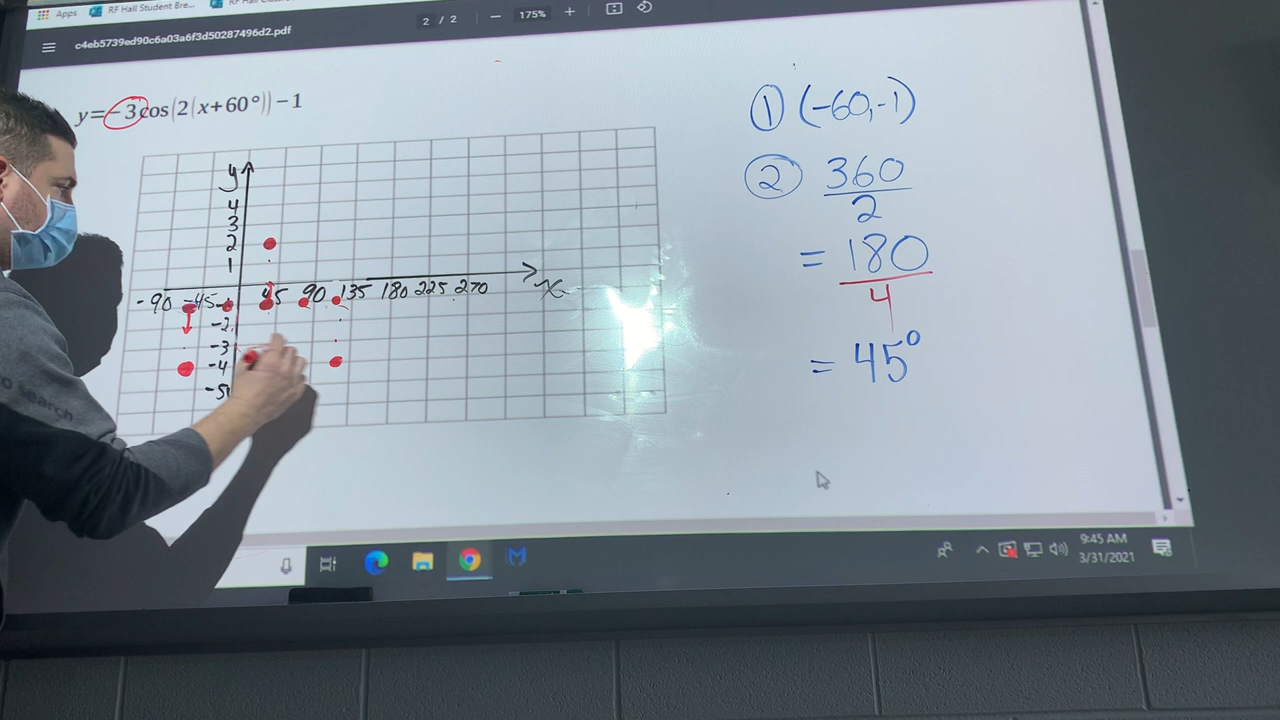 Apps RF Hall Student Bre...
2 / 2 175%
c4eb5739ed90c6a03a6f3d50287496d2.pdf
y=−3cos(2(x+60°))−1
y
4
3
2
1
-90 -45 45 90 135 180 225 270 x
-2
-3
-4
-5
① (-60,-1)
② 360
2
= 180
4
= 45°
search
9:45 AM
3/31/2021